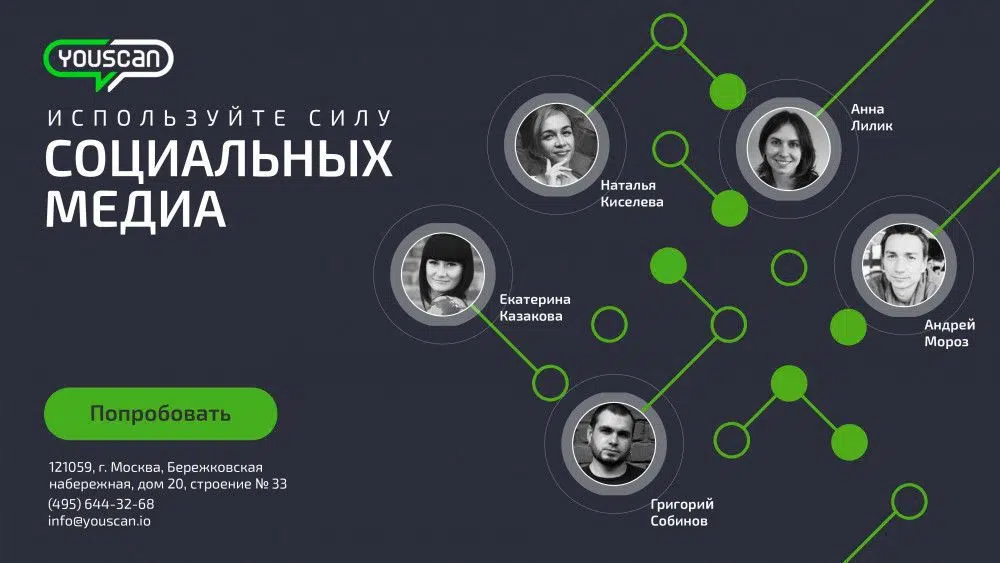 YouScan
ИСПОЛЬЗУЙТЕ СИЛУ
СОЦИАЛЬНЫХ
МЕДИА
Анна
Лилик
Наталья
Киселева
Екатерина
Казакова
Андрей
Мороз
Григорий
Собинов
Попробовать
121059, г. Москва, Бережковская
набережная, дом 20, строение № 33
(495) 644-32-68
info@youscan.io